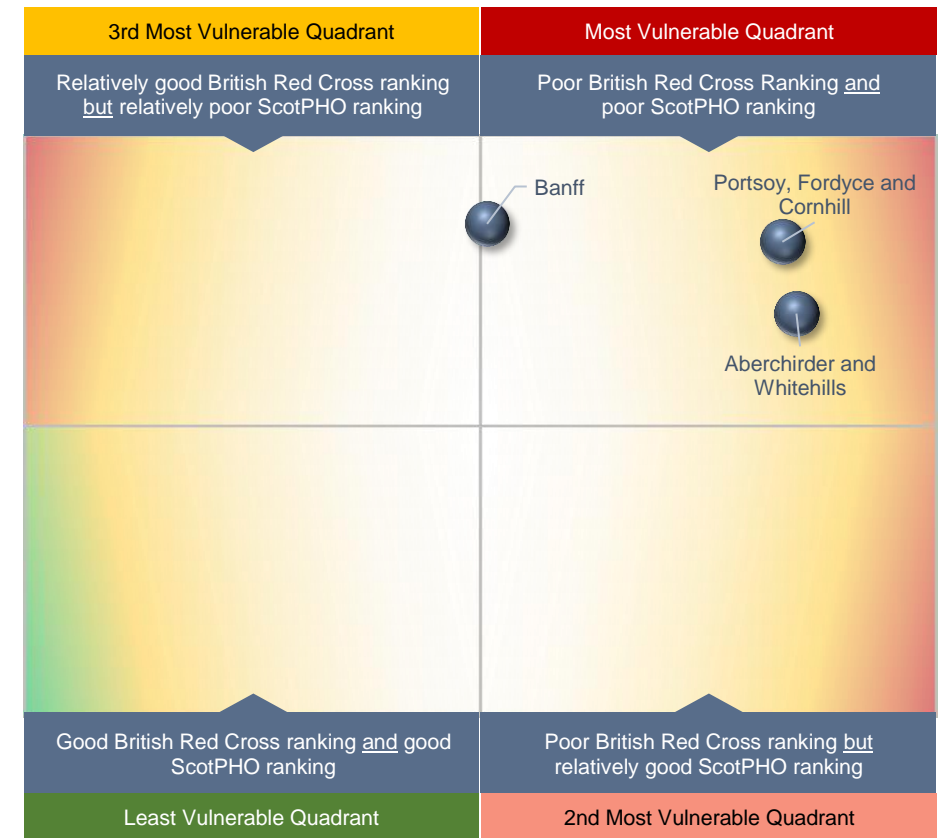 3rd Most Vulnerable Quadrant
Most Vulnerable Quadrant
Relatively good British Red Cross ranking
but relatively poor ScotPHO ranking
Poor British Red Cross Ranking and
poor ScotPHO ranking
Banff
Portsoy, Fordyce and
Cornhill
Aberchirder and
Whitehills
Good British Red Cross ranking and good
ScotPHO ranking
Poor British Red Cross ranking but
relatively good ScotPHO ranking
Least Vulnerable Quadrant
2nd Most Vulnerable Quadrant